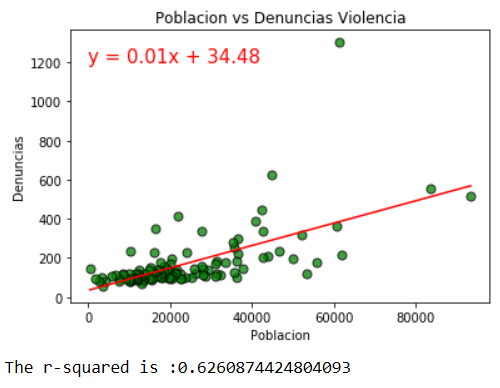 Poblacion vs Denuncias Violencia
y = 0.01x + 34.48
1200
1000
800
600
400
200
0
Denuncias
0 20000 40000 60000 80000
Poblacion
The r-squared is :0.6260874424804093